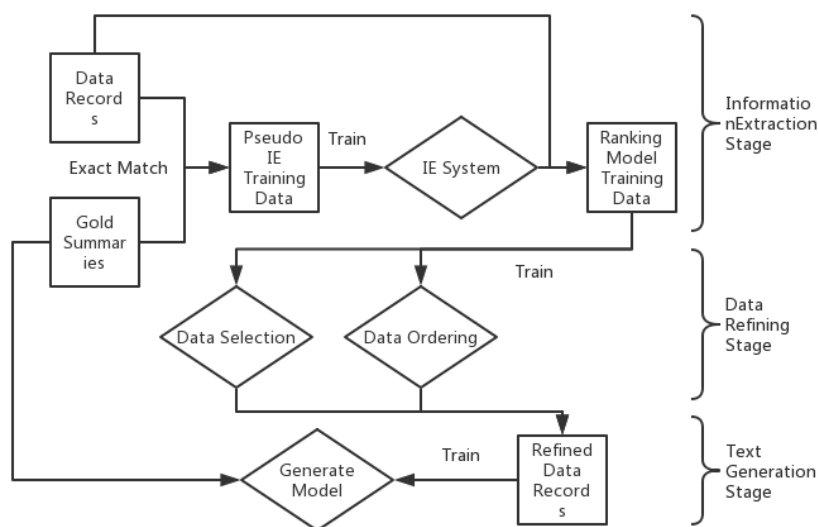 Data
Record
s
Exact Match
Gold
Summar
ies
Pseudo
IE
Training
Data
Train
IE System
Ranking
Model
Training
Data
Informatio
nExtraction
Stage
Train
Data Selection
Data Ordering
Data
Refining
Stage
Generate
Model
Train
Refined
Data
Record
s
Text
Generation
Stage